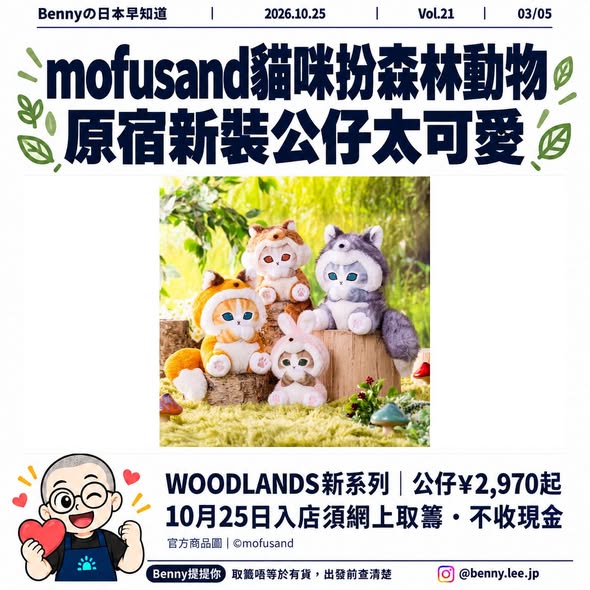 Bennyの日本早知道 | 2026.10.25 | Vol.21 | 03/05
mofusand貓咪扮森林動物
原宿新裝公仔太可愛
WOODLANDS新系列｜公仔¥2,970起
10月25日入店須網上取籌・不收現金
官方商品圖｜©mofusand
Benny提提你 取籤唔等於有貨，出發前查清楚 @benny.lee.jp